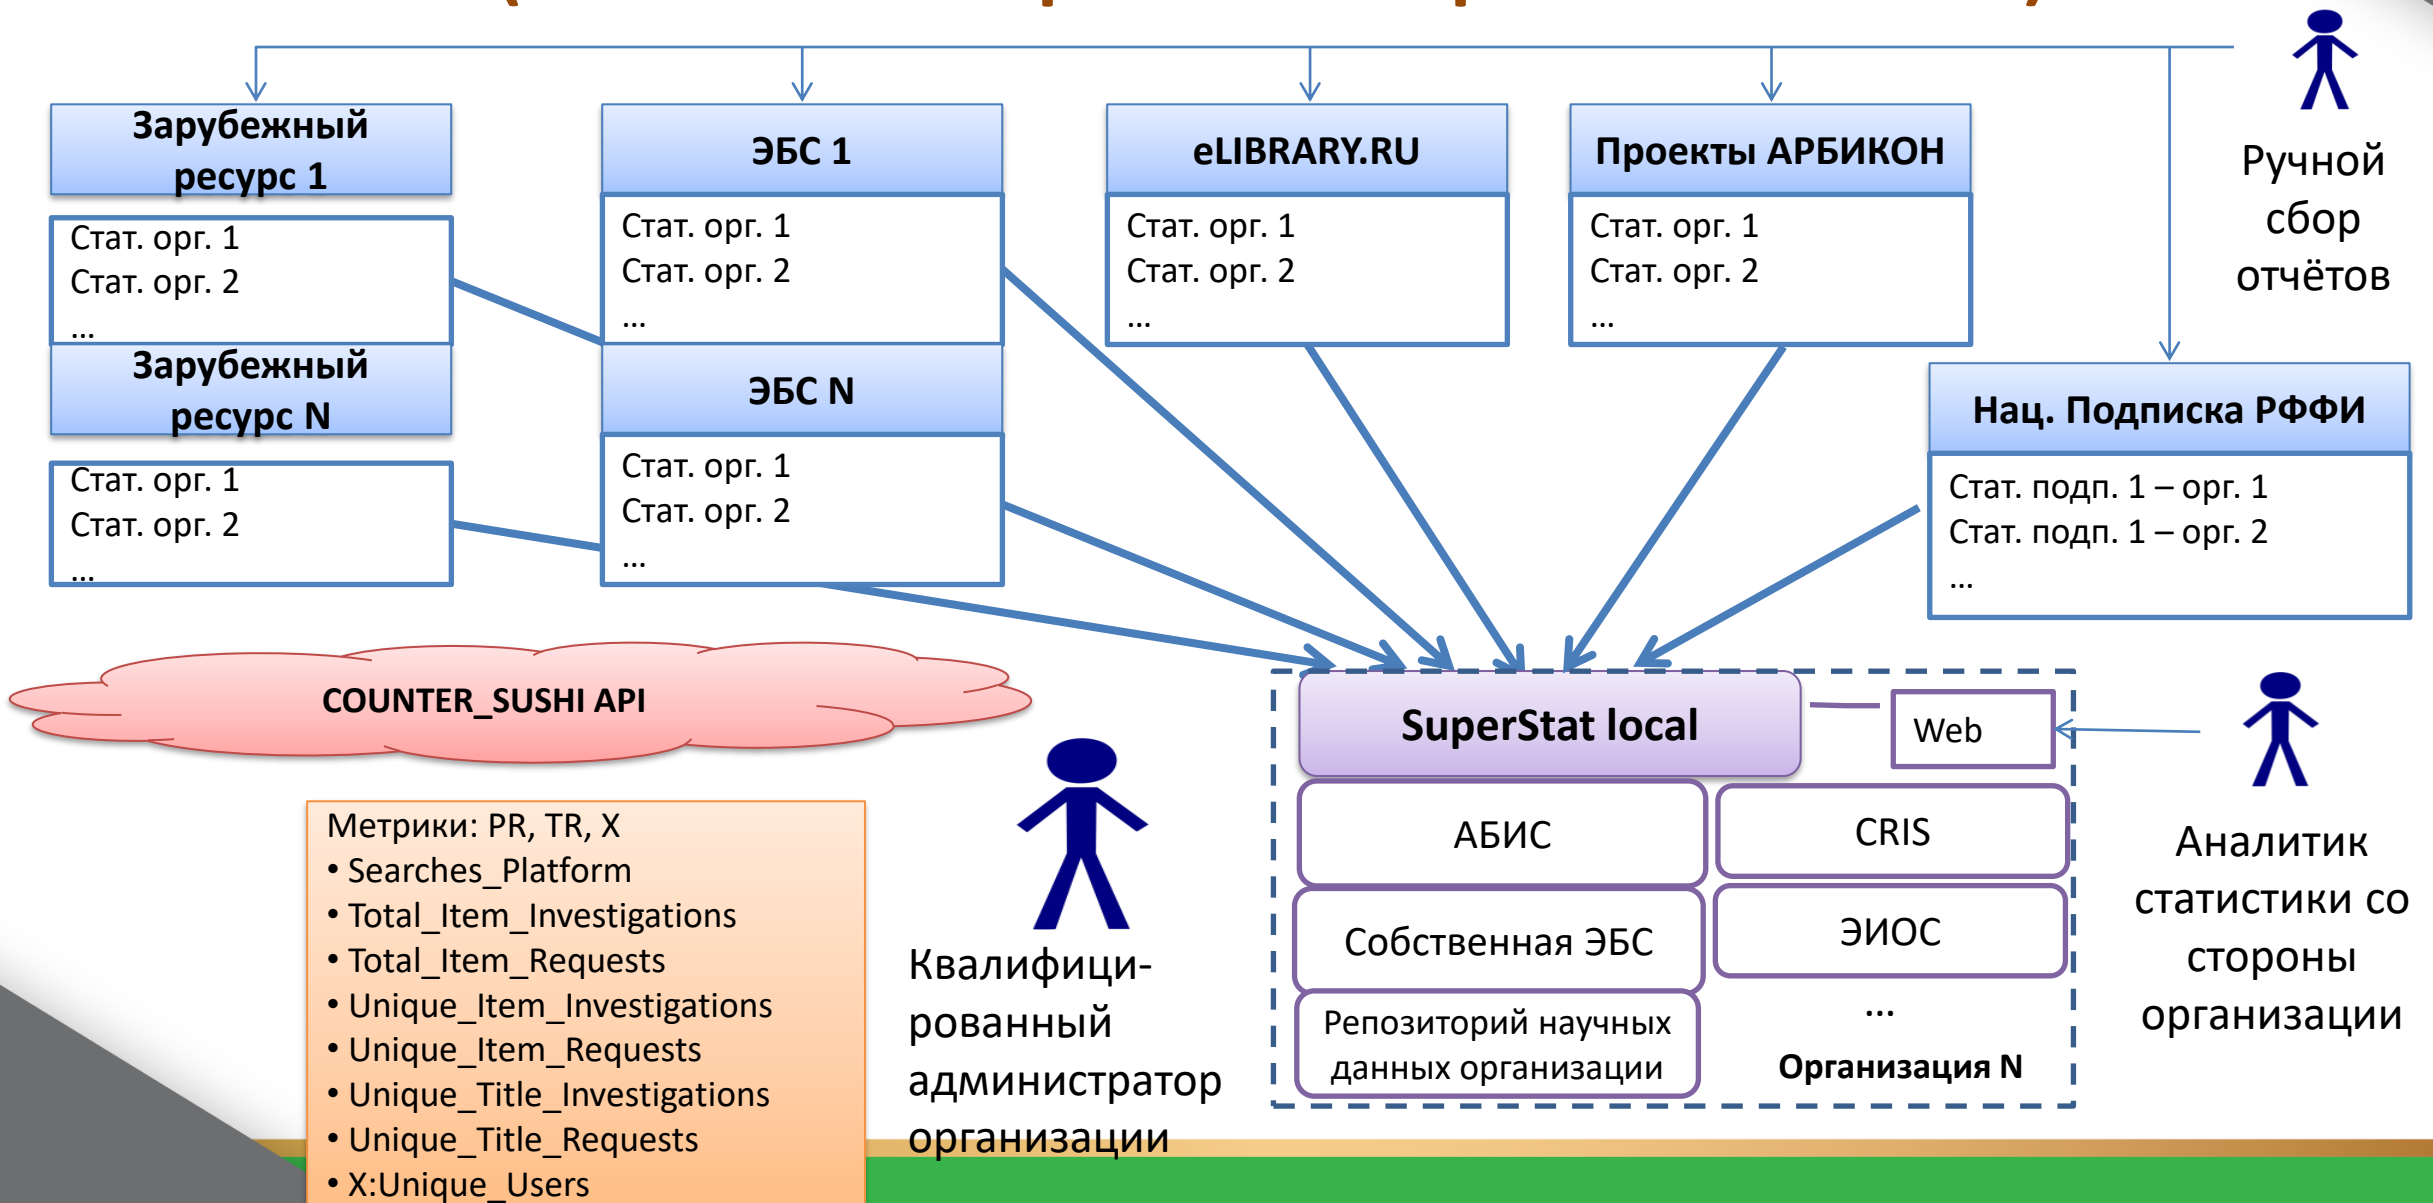 Зарубежный
ресурс 1
Стат. орг. 1
Стат. орг. 2
...
Зарубежный
ресурс N
Стат. орг. 1
Стат. орг. 2
...
ЭБС 1
Стат. орг. 1
Стат. орг. 2
...
ЭБС N
Стат. орг. 1
Стат. орг. 2
...
eLIBRARY.RU
Стат. орг. 1
Стат. орг. 2
...
Проекты АРБИКОН
Стат. орг. 1
Стат. орг. 2
...
Ручной
сбор
отчётов
Нац. Подписка РФФИ
Стат. подп. 1 – орг. 1
Стат. подп. 1 – орг. 2
...
COUNTER_SUSHI API
Метрики: PR, TR, X
• Searches_Platform
• Total_Item_Investigations
• Total_Item_Requests
• Unique_Item_Investigations
• Unique_Item_Requests
• Unique_Title_Investigations
• Unique_Title_Requests
• X:Unique_Users
Квалифици-
рованный
администратор
организации
SuperStat local
Web
АБИС
CRIS
Собственная ЭБС
ЭИОС
Репозиторий научных
данных организации
...
Организация N
Аналитик
статистики со
стороны
организации